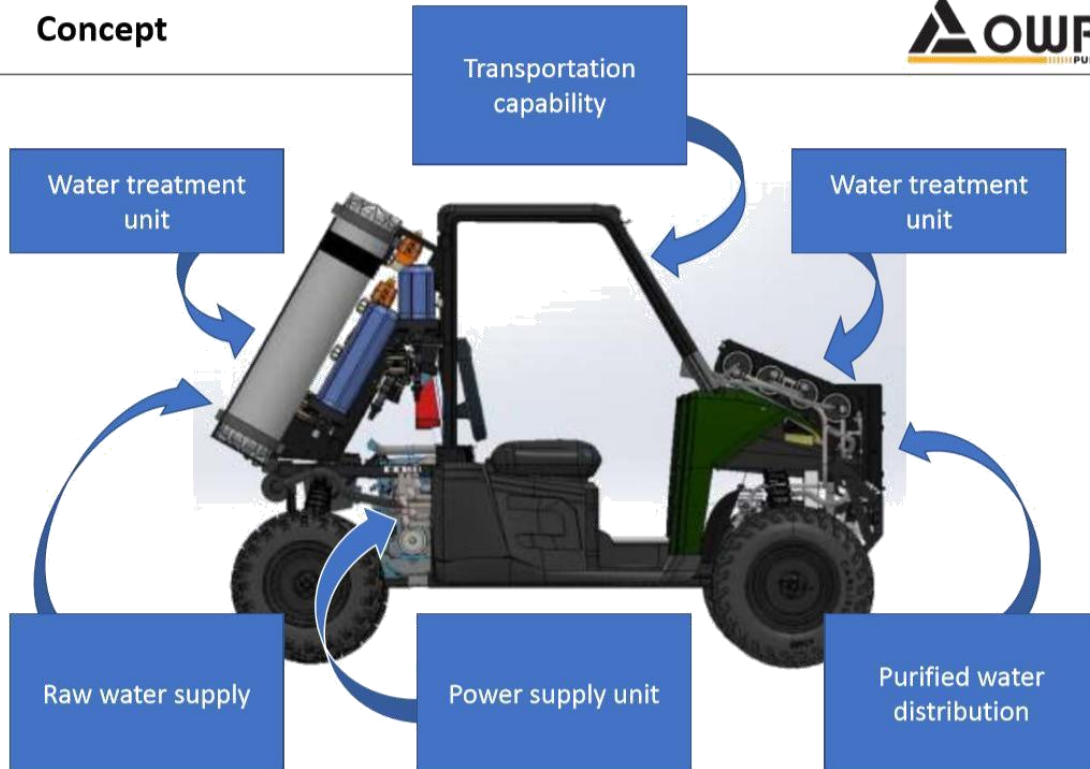 Concept
Transportation
capability
Water treatment
unit
Water treatment
unit
Raw water supply
Power supply unit
Purified water
distribution